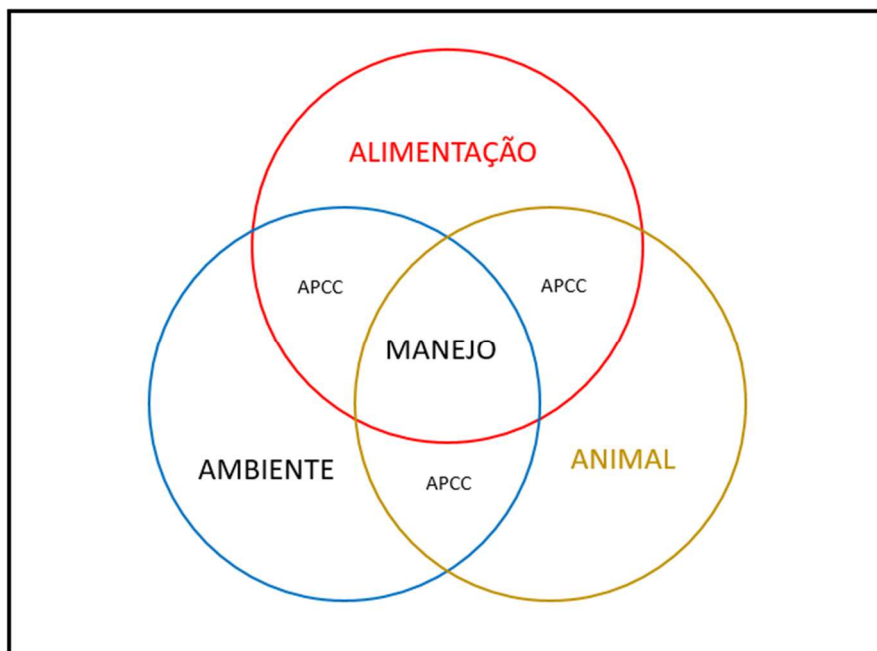 ALIMENTAÇÃO
APCC
APCC
MANEJO
AMBIENTE
ANIMAL
APCC